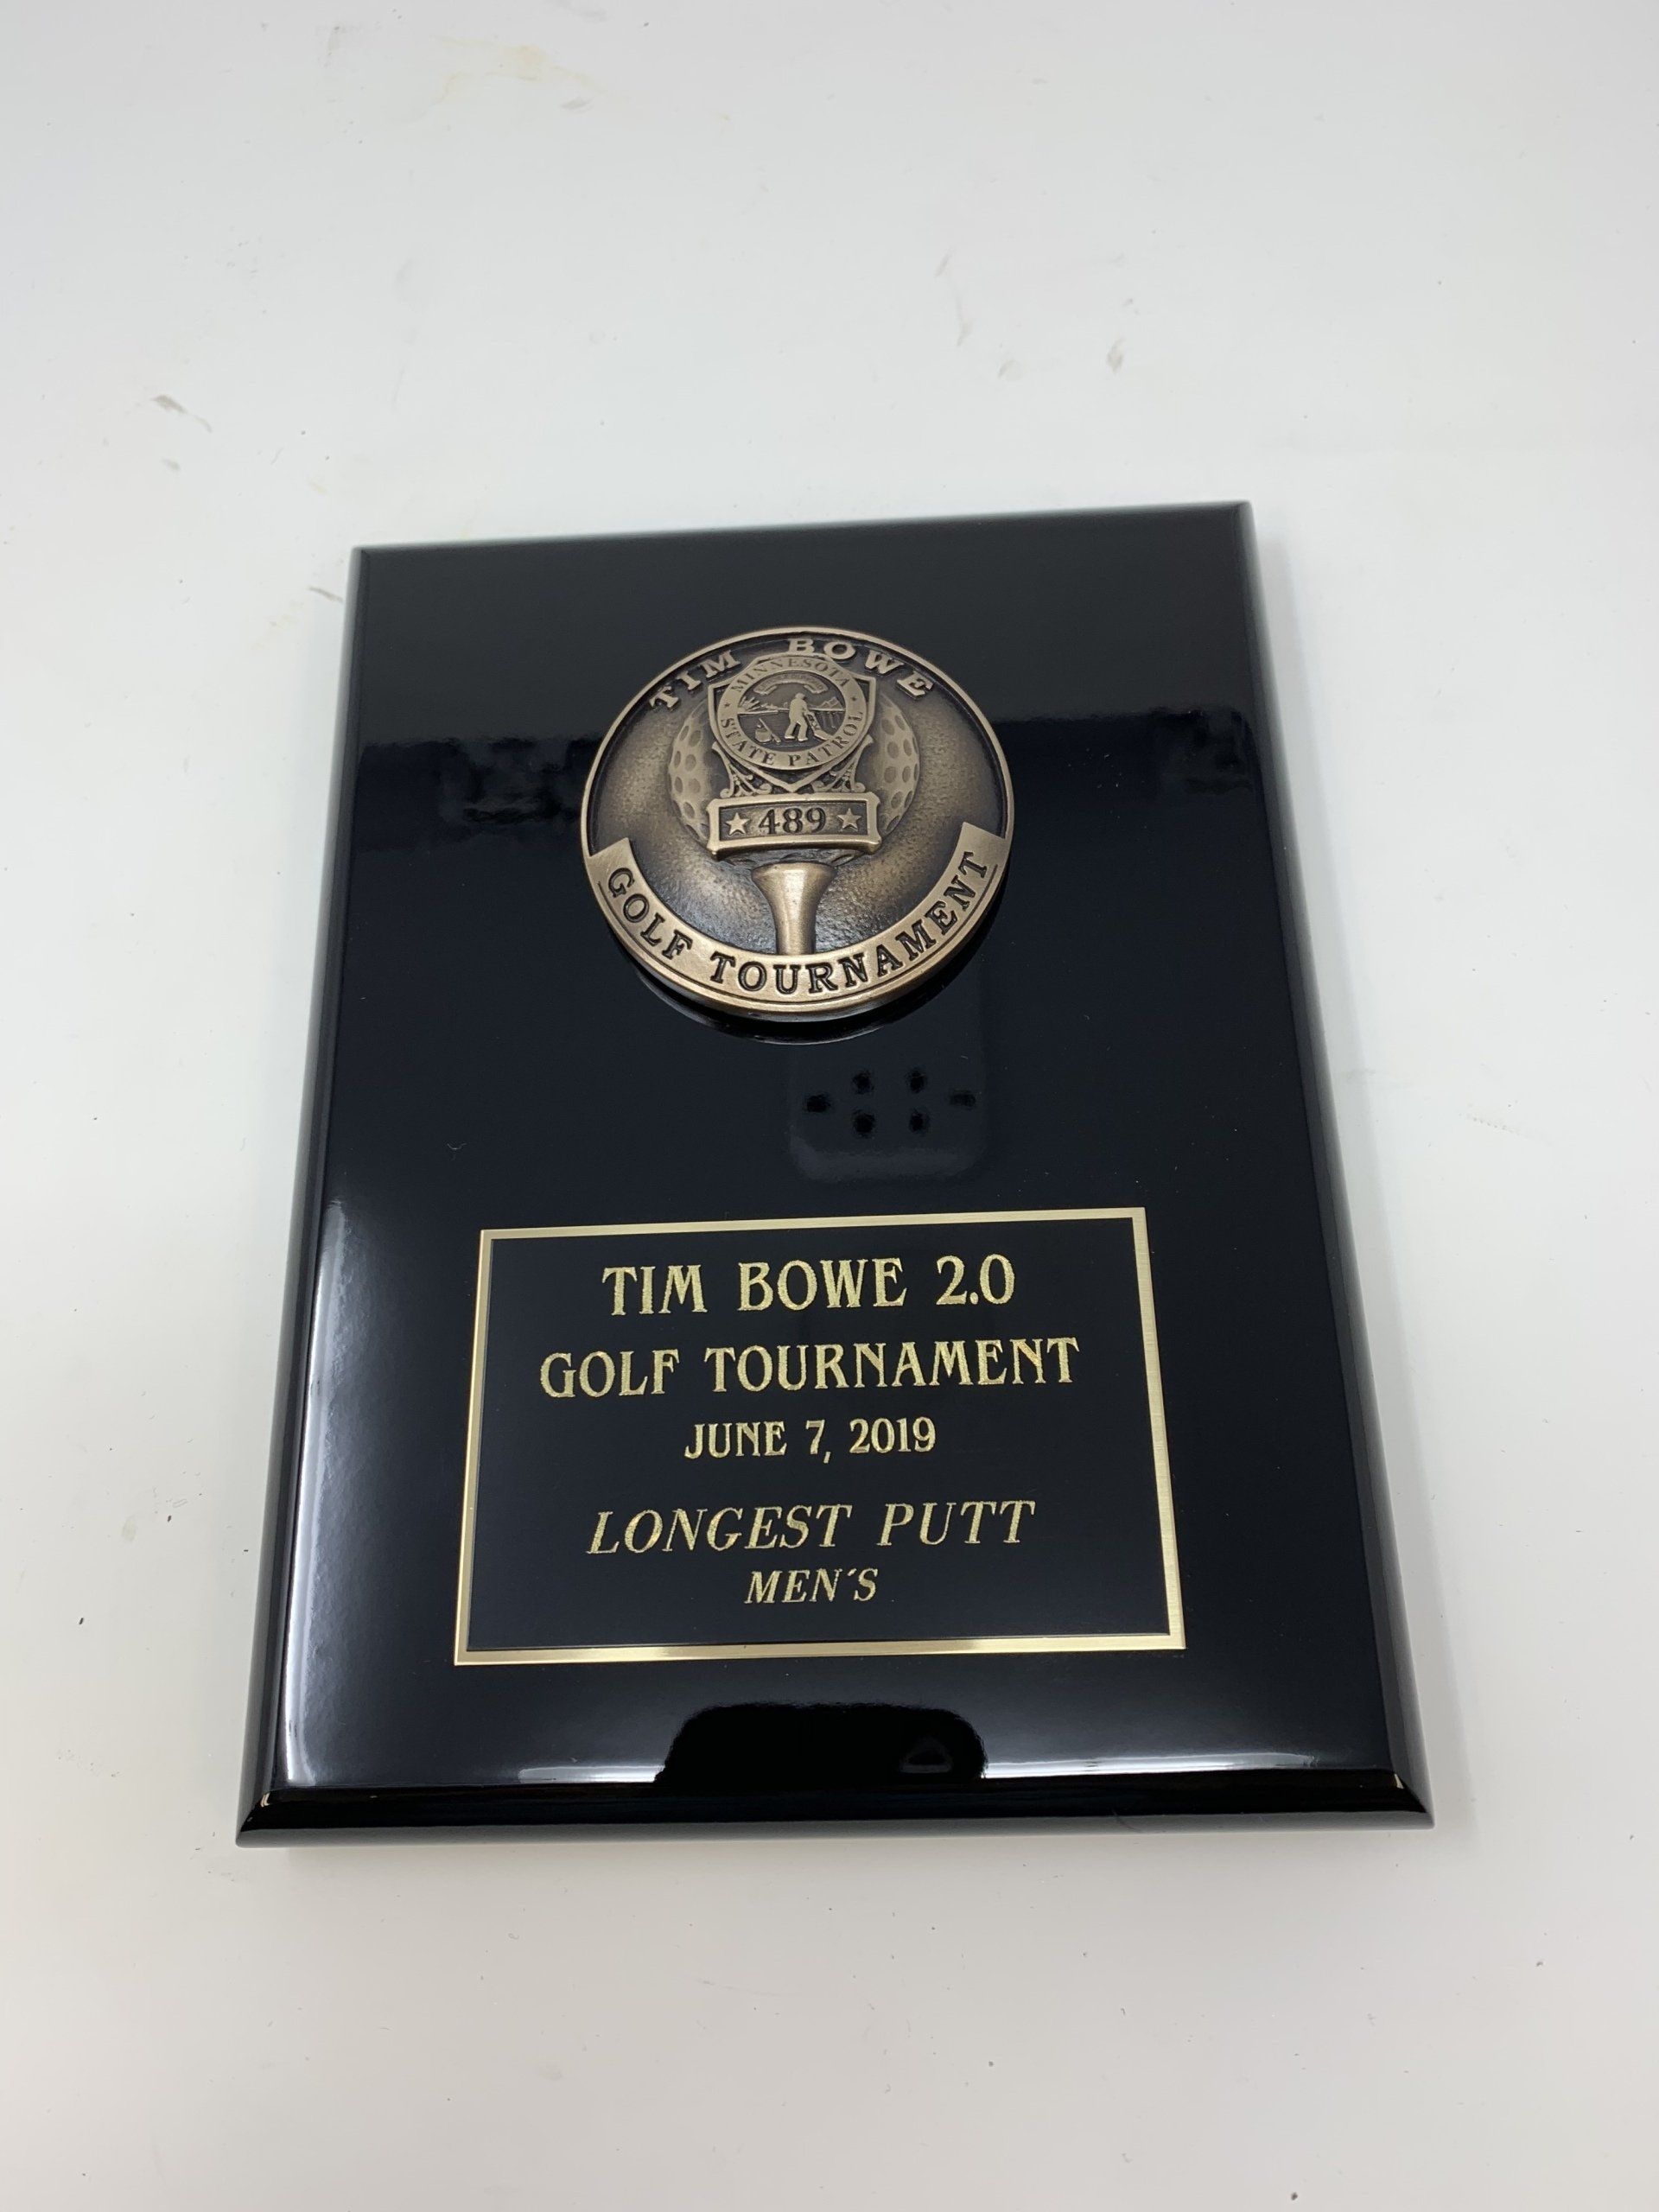 TIM BOWE
MINNESOTA
STATE PATROL
489
GOLF TOURNAMENT
TIM BOWE 2.0
GOLF TOURNAMENT
JUNE 7, 2019
LONGEST PUTT
MEN´S